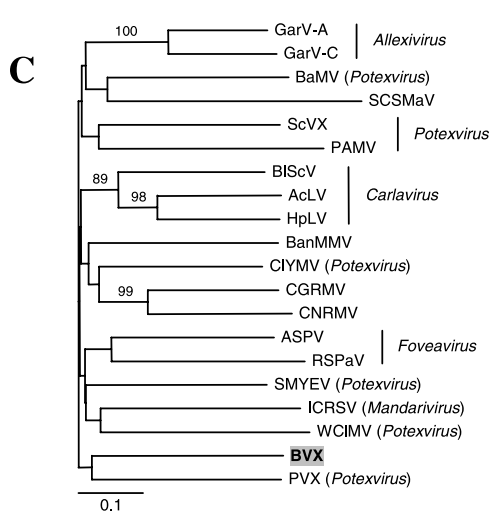 C
100
GarV-A
GarV-C
Allexivirus
BaMV (Potexvirus)
SCSMaV
ScVX
PAMV
Potexvirus
89
BlScV
98
AcLV
HpLV
Carlavirus
BanMMV
ClYMV (Potexvirus)
99
CGRMV
CNRMV
ASPV
RSPaV
Foveavirus
SMYEV (Potexvirus)
ICRSV (Mandarivirus)
WClMV (Potexvirus)
BVX
PVX (Potexvirus)
0.1